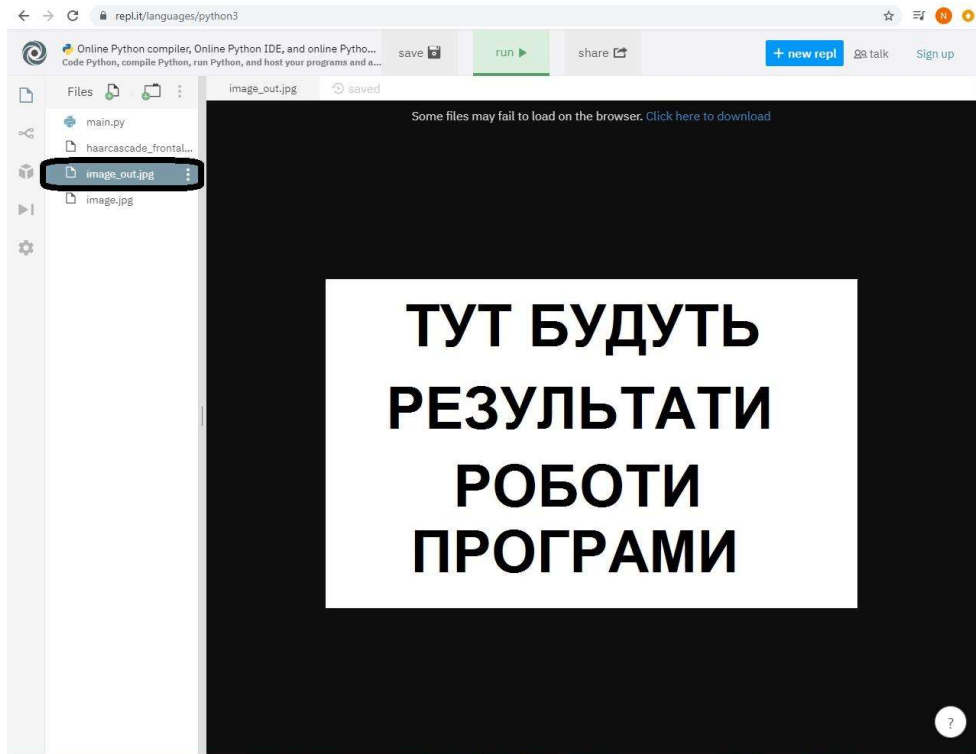 repl.it/languages/python3
N
Online Python compiler, Online Python IDE, and online Pytho...
Code Python, compile Python, run Python, and host your programs and a...
save
run
share
+ new repl
talk
Sign up
Files
image_out.jpg
saved
main.py
haarcascade_frontal...
image_out.jpg
image.jpg
Some files may fail to load on the browser. Click here to download
ТУТ БУДУТЬ
РЕЗУЛЬТАТИ
РОБОТИ
ПРОГРАМИ
?